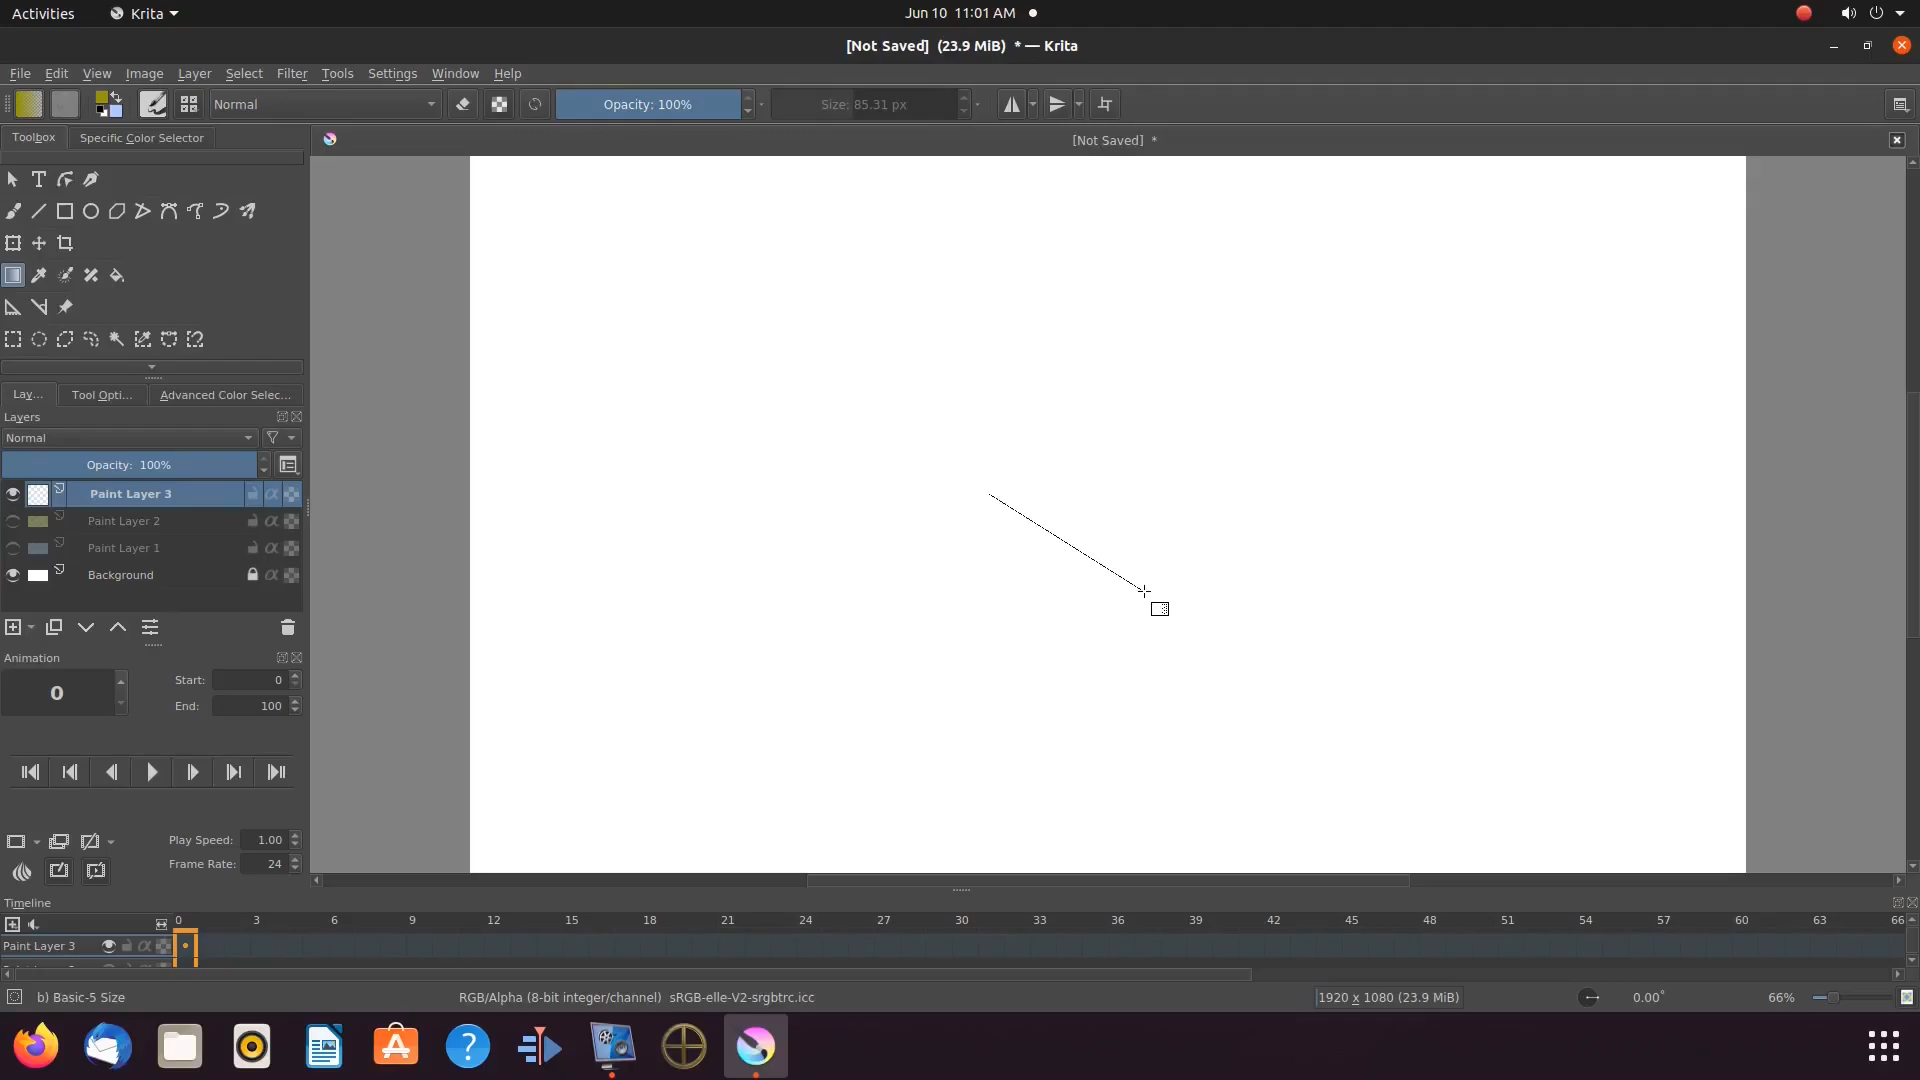 Activities Krita Jun 10 11:01 AM
[Not Saved] (23.9 MiB) * — Krita
File Edit View Image Layer Select Filter Tools Settings Window Help
Normal Opacity: 100% Size: 85.31 px
Toolbox Specific Color Selector [Not Saved] *
Lay... Tool Opti... Advanced Color Selec...
Layers
Normal
Opacity: 100%
Paint Layer 3
Paint Layer 2
Paint Layer 1
Background
Animation
0 Start: 0
End: 100
Play Speed: 1.00
Frame Rate: 24
Timeline
0 3 6 9 12 15 18 21 24 27 30 33 36 39 42 45 48 51 54 57 60 63 66
Paint Layer 3
b) Basic-5 Size RGB/Alpha (8-bit integer/channel) sRGB-elle-V2-srgbtrc.icc 1920 x 1080 (23.9 MiB) 0.00° 66%